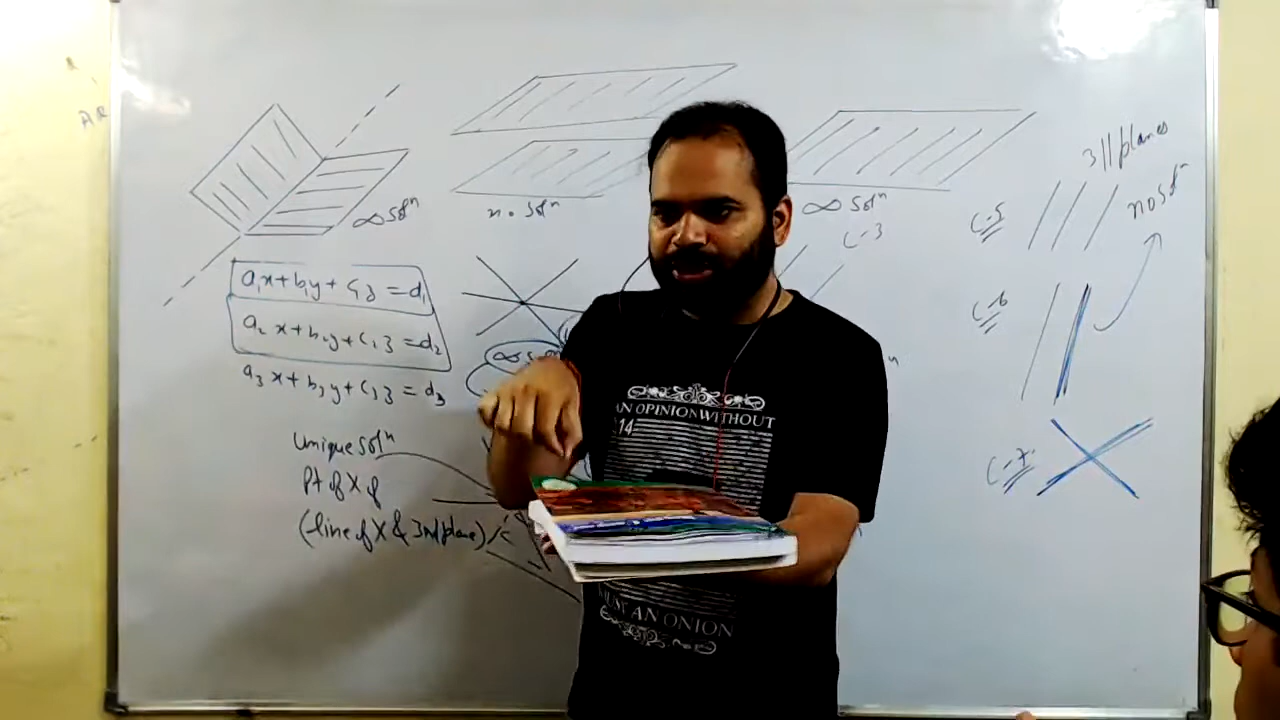 AR
∞ Solⁿ
no Solⁿ
∞ Solⁿ
C-3
3 || planes
no Solⁿ
C-5
C-6
C-7
a₁x+b₁y+c₁z=d₁
a₂x+b₂y+c₂z=d₂
a₃x+b₃y+c₃z=d₃
∞ Sol
unique Solⁿ
Pt of X of
(line of X & 3rd plane)
AN OPINION WITHOUT
14
AN ONION